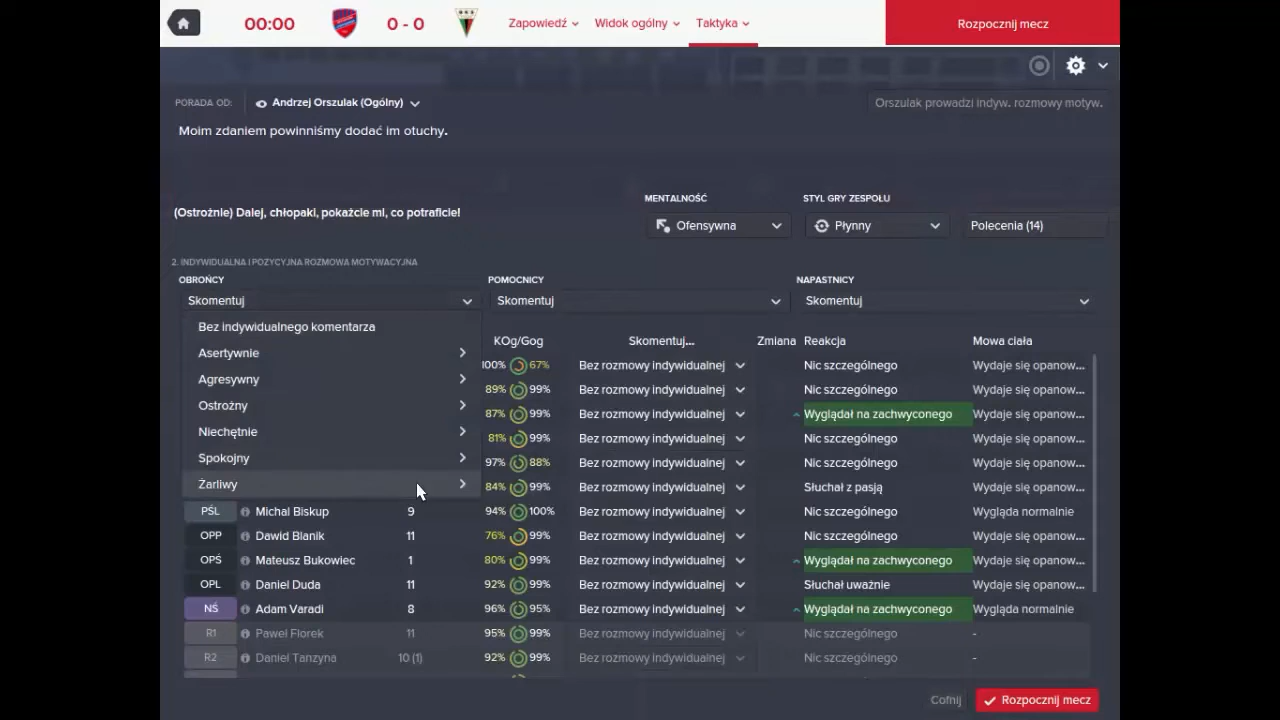 00:00
0 - 0
Zapowiedź
Widok ogólny
Taktyka
Rozpocznij mecz
PORADA OD:
Andrzej Orszulak (Ogólny)
Orszulak prowadzi indyw. rozmowy motyw.
Moim zdaniem powinniśmy dodać im otuchy.
MENTALNOŚĆ
STYL GRY ZESPOŁU
(Ostrożnie) Dalej, chłopaki, pokażcie mi, co potraficie!
Ofensywna
Płynny
Polecenia (14)
2. INDYWIDUALNA I POZYCYJNA ROZMOWA MOTYWACYJNA
OBROŃCY
POMOCNICY
NAPASTNICY
Skomentuj
Skomentuj
Skomentuj
Bez indywidualnego komentarza
Asertywnie
Agresywny
Ostrożny
Niechętnie
Spokojny
Żarliwy
KOg/Gog Skomentuj... Zmiana Reakcja Mowa ciała
100% 67% Bez rozmowy indywidualnej Nic szczególnego Wydaje się opanow...
89% 99% Bez rozmowy indywidualnej Nic szczególnego Wydaje się opanow...
87% 99% Bez rozmowy indywidualnej Wyglądał na zachwyconego Wydaje się opanow...
81% 99% Bez rozmowy indywidualnej Nic szczególnego Wydaje się opanow...
97% 88% Bez rozmowy indywidualnej Nic szczególnego Wydaje się opanow...
84% 99% Bez rozmowy indywidualnej Słuchał z pasją Wydaje się opanow...
PŚL Michal Biskup 9 94% 100% Bez rozmowy indywidualnej Nic szczególnego Wygląda normalnie
OPP Dawid Blanik 11 76% 99% Bez rozmowy indywidualnej Nic szczególnego Wydaje się opanow...
OPŚ Mateusz Bukowiec 1 80% 99% Bez rozmowy indywidualnej Wyglądał na zachwyconego Wydaje się opanow...
OPL Daniel Duda 11 92% 99% Bez rozmowy indywidualnej Słuchał uważnie Wydaje się opanow...
NŚ Adam Varadi 8 96% 95% Bez rozmowy indywidualnej Wyglądał na zachwyconego Wygląda normalnie
R1 Pawel Florek 11 95% 99% Bez rozmowy indywidualnej Nic szczególnego -
R2 Daniel Tanzyna 10 (1) 92% 99% Bez rozmowy indywidualnej Nic szczególnego -
Cofnij
Rozpocznij mecz